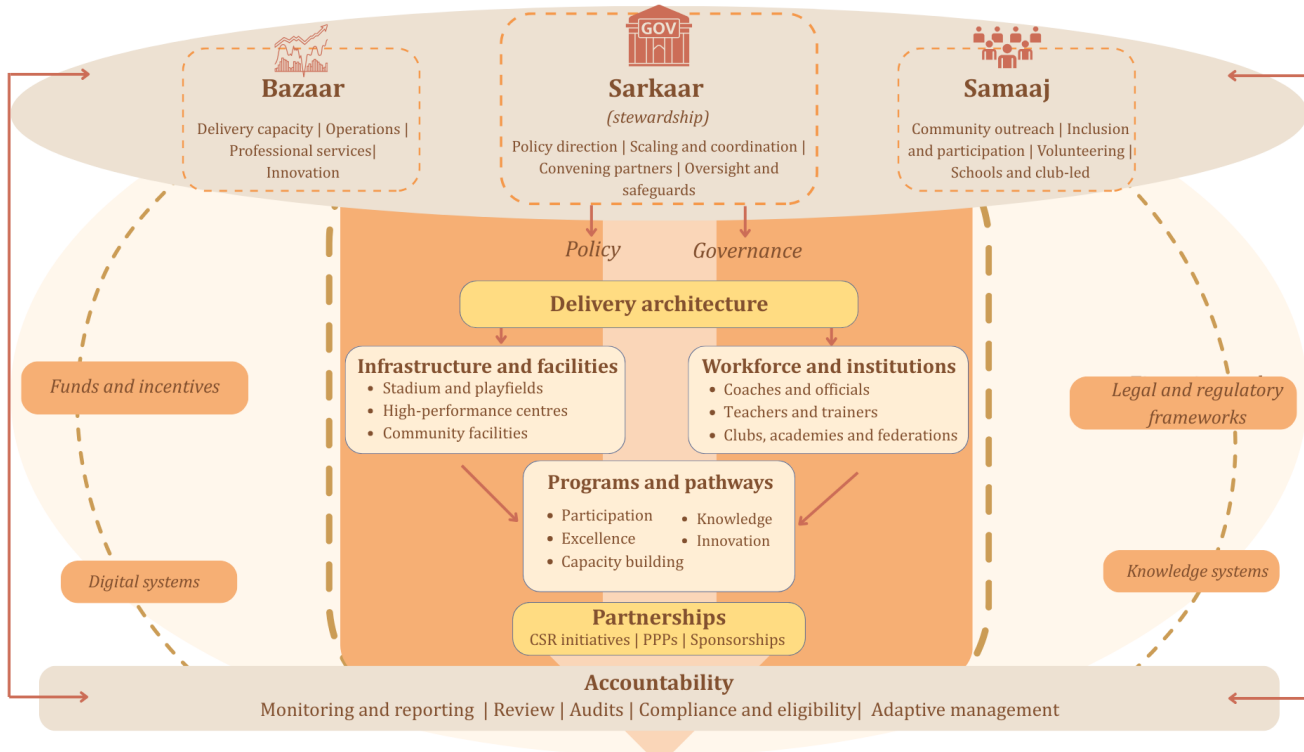 GOV
Bazaar
Delivery capacity | Operations |
Professional services|
Innovation
Sarkaar
(stewardship)
Policy direction | Scaling and coordination |
Convening partners | Oversight and
safeguards
Samaaj
Community outreach | Inclusion
and participation | Volunteering |
Schools and club-led
Policy
Governance
Delivery architecture
Infrastructure and facilities
• Stadium and playfields
• High-performance centres
• Community facilities
Workforce and institutions
• Coaches and officials
• Teachers and trainers
• Clubs, academies and federations
Funds and incentives
Legal and regulatory
frameworks
Programs and pathways
• Participation
• Excellence
• Capacity building
• Knowledge
• Innovation
Digital systems
Knowledge systems
Partnerships
CSR initiatives | PPPs | Sponsorships
Accountability
Monitoring and reporting | Review | Audits | Compliance and eligibility| Adaptive management